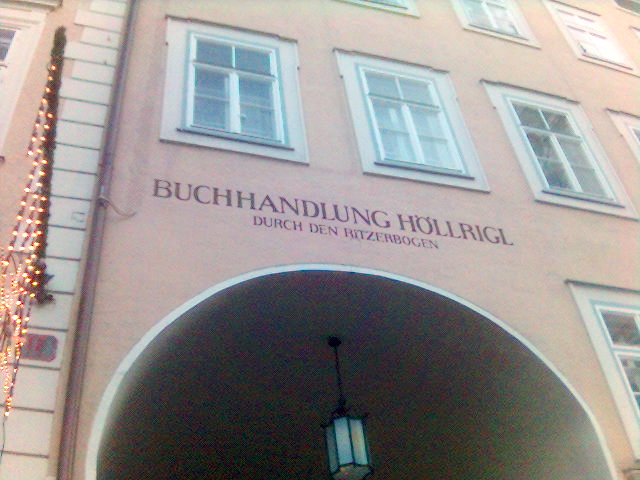 BUCHHANDLUNG HÖLLRIGL
DURCH DEN RITZERBOGEN